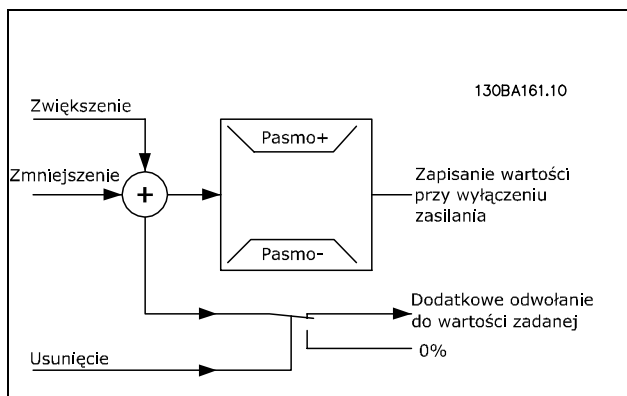 130BA161.10
Zwiększenie
Pasmo+
Zmniejszenie
+
Zapisanie wartości
przy wyłączeniu
zasilania
Pasmo-
Dodatkowe odwołanie
do wartości zadanej
0%
Usunięcie